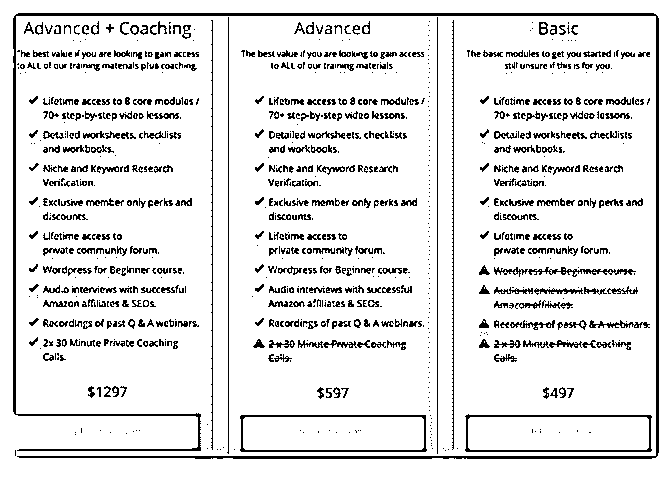 Advanced + Coaching
The best value if you are looking to gain access
to ALL of our training materials plus coaching.
✔ Lifetime access to 8 core modules /
70+ step-by-step video lessons.
✔ Detailed worksheets, checklists
and workbooks.
✔ Niche and Keyword Research
Verification.
✔ Exclusive member only perks and
discounts.
✔ Lifetime access to
private community forum.
✔ Wordpress for Beginner course.
✔ Audio interviews with successful
Amazon affiliates & SEOs.
✔ Recordings of past Q & A webinars.
✔ 2x 30 Minute Private Coaching
Calls.
$1297
Advanced
The best value if you are looking to gain access
to ALL of our training materials
✔ Lifetime access to 8 core modules /
70+ step-by-step video lessons.
✔ Detailed worksheets, checklists
and workbooks.
✔ Niche and Keyword Research
Verification.
✔ Exclusive member only perks and
discounts.
✔ Lifetime access to
private community forum.
✔ Wordpress for Beginner course.
✔ Audio interviews with successful
Amazon affiliates & SEOs.
✔ Recordings of past Q & A webinars.
2x 30 Minute Private Coaching
Calls.
$597
Basic
The basic modules to get you started if you are
still unsure if this is for you.
✔ Lifetime access to 8 core modules /
70+ step-by-step video lessons.
✔ Detailed worksheets, checklists
and workbooks.
✔ Niche and Keyword Research
Verification.
✔ Exclusive member only perks and
discounts.
✔ Lifetime access to
private community forum.
Wordpress for Beginner course.
Audio interviews with successful
Amazon affiliates.
Recordings of past Q & A webinars.
2x 30 Minute Private Coaching
Calls.
$497